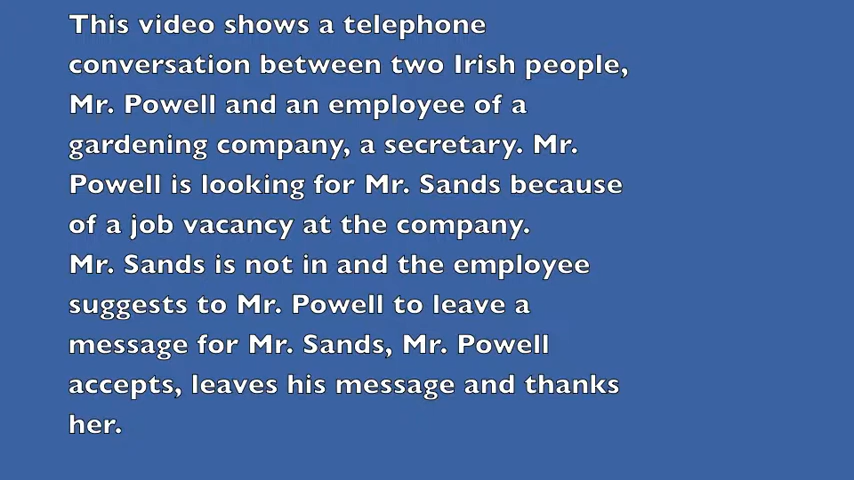 This video shows a telephone
conversation between two Irish people,
Mr. Powell and an employee of a
gardening company, a secretary. Mr.
Powell is looking for Mr. Sands because
of a job vacancy at the company.
Mr. Sands is not in and the employee
suggests to Mr. Powell to leave a
message for Mr. Sands, Mr. Powell
accepts, leaves his message and thanks
her.